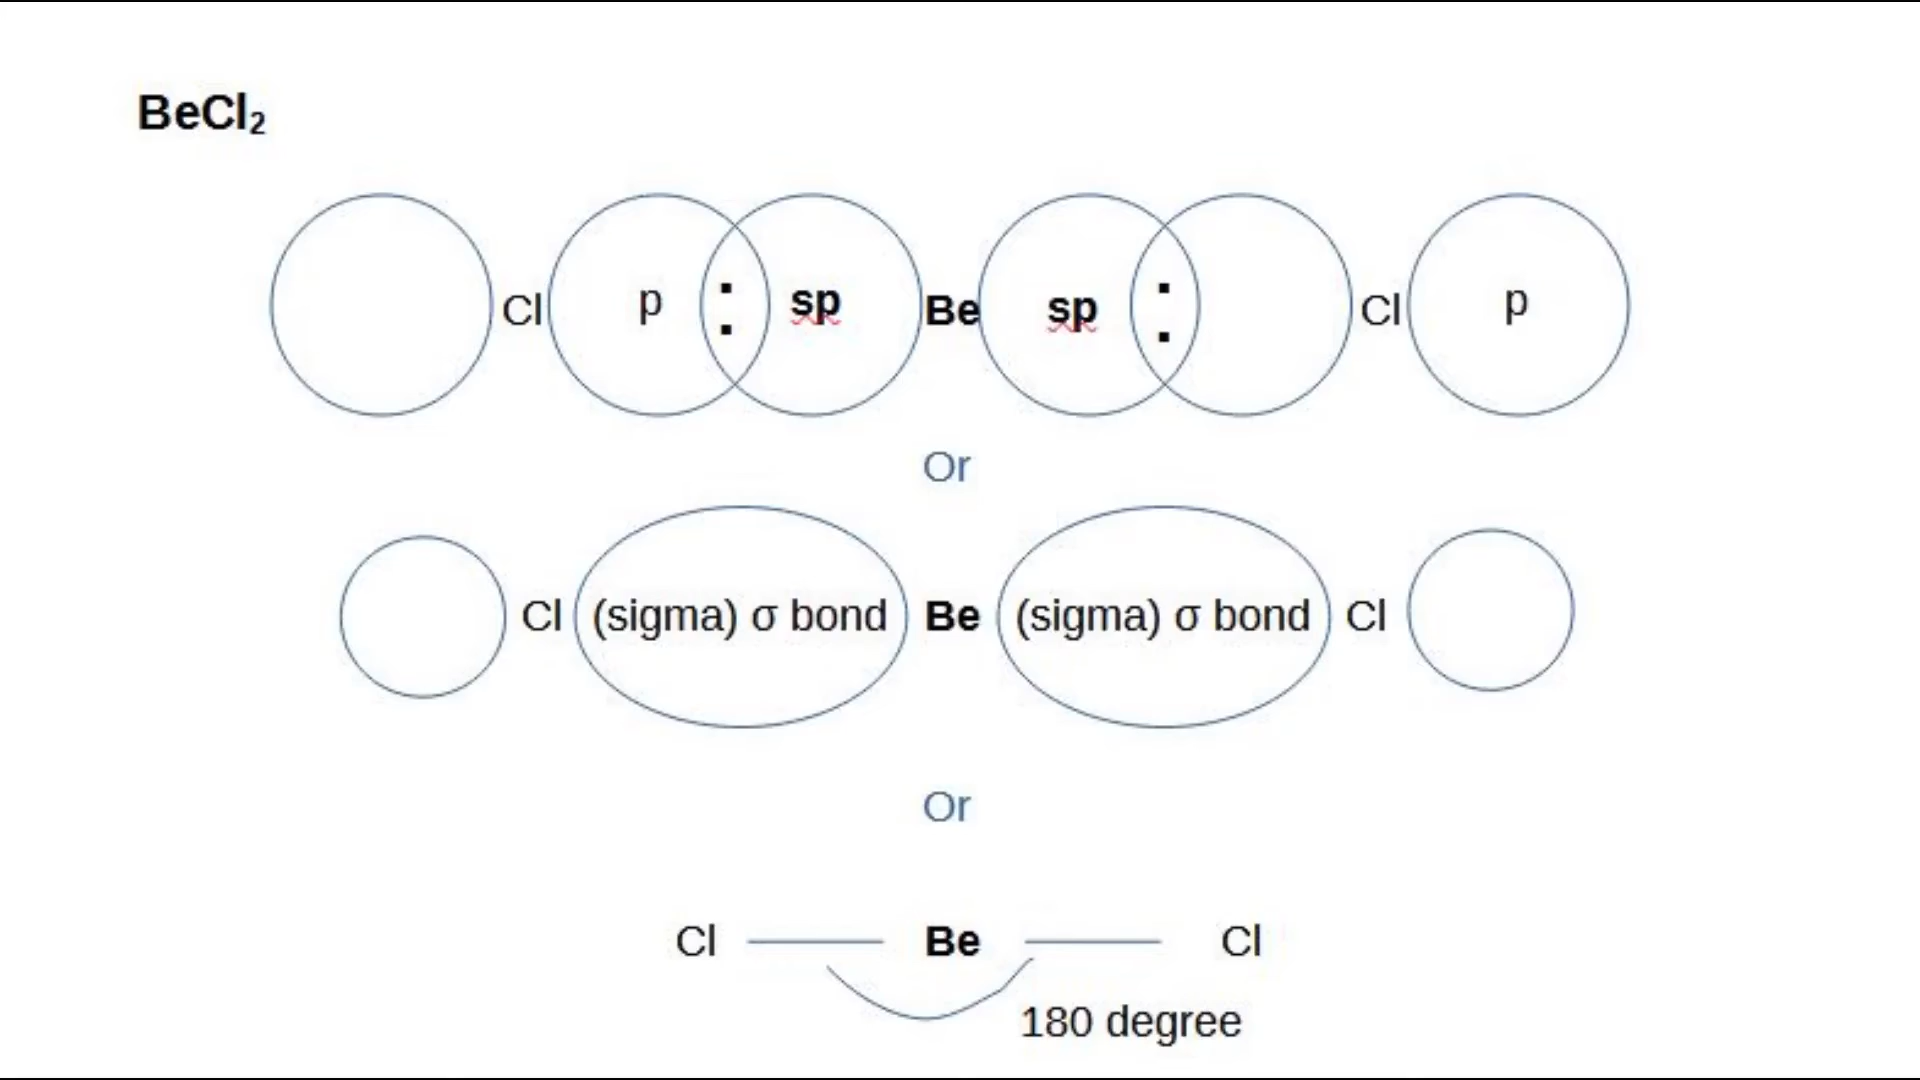 BeCl₂
Cl p : sp Be sp : Cl p
Or
Cl (sigma) σ bond Be (sigma) σ bond Cl
Or
Cl Be Cl
180 degree